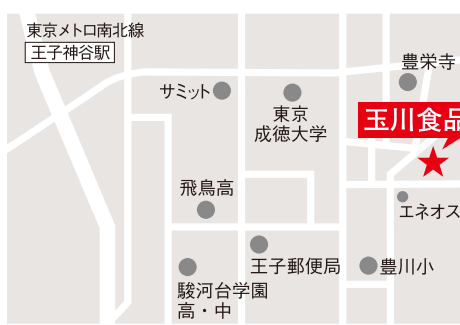 東京メトロ南北線
王子神谷駅
豊栄寺
サミット
東京
成徳大学
玉川食品
飛鳥高
エネオス
王子郵便局
豊川小
駿河台学園
高・中